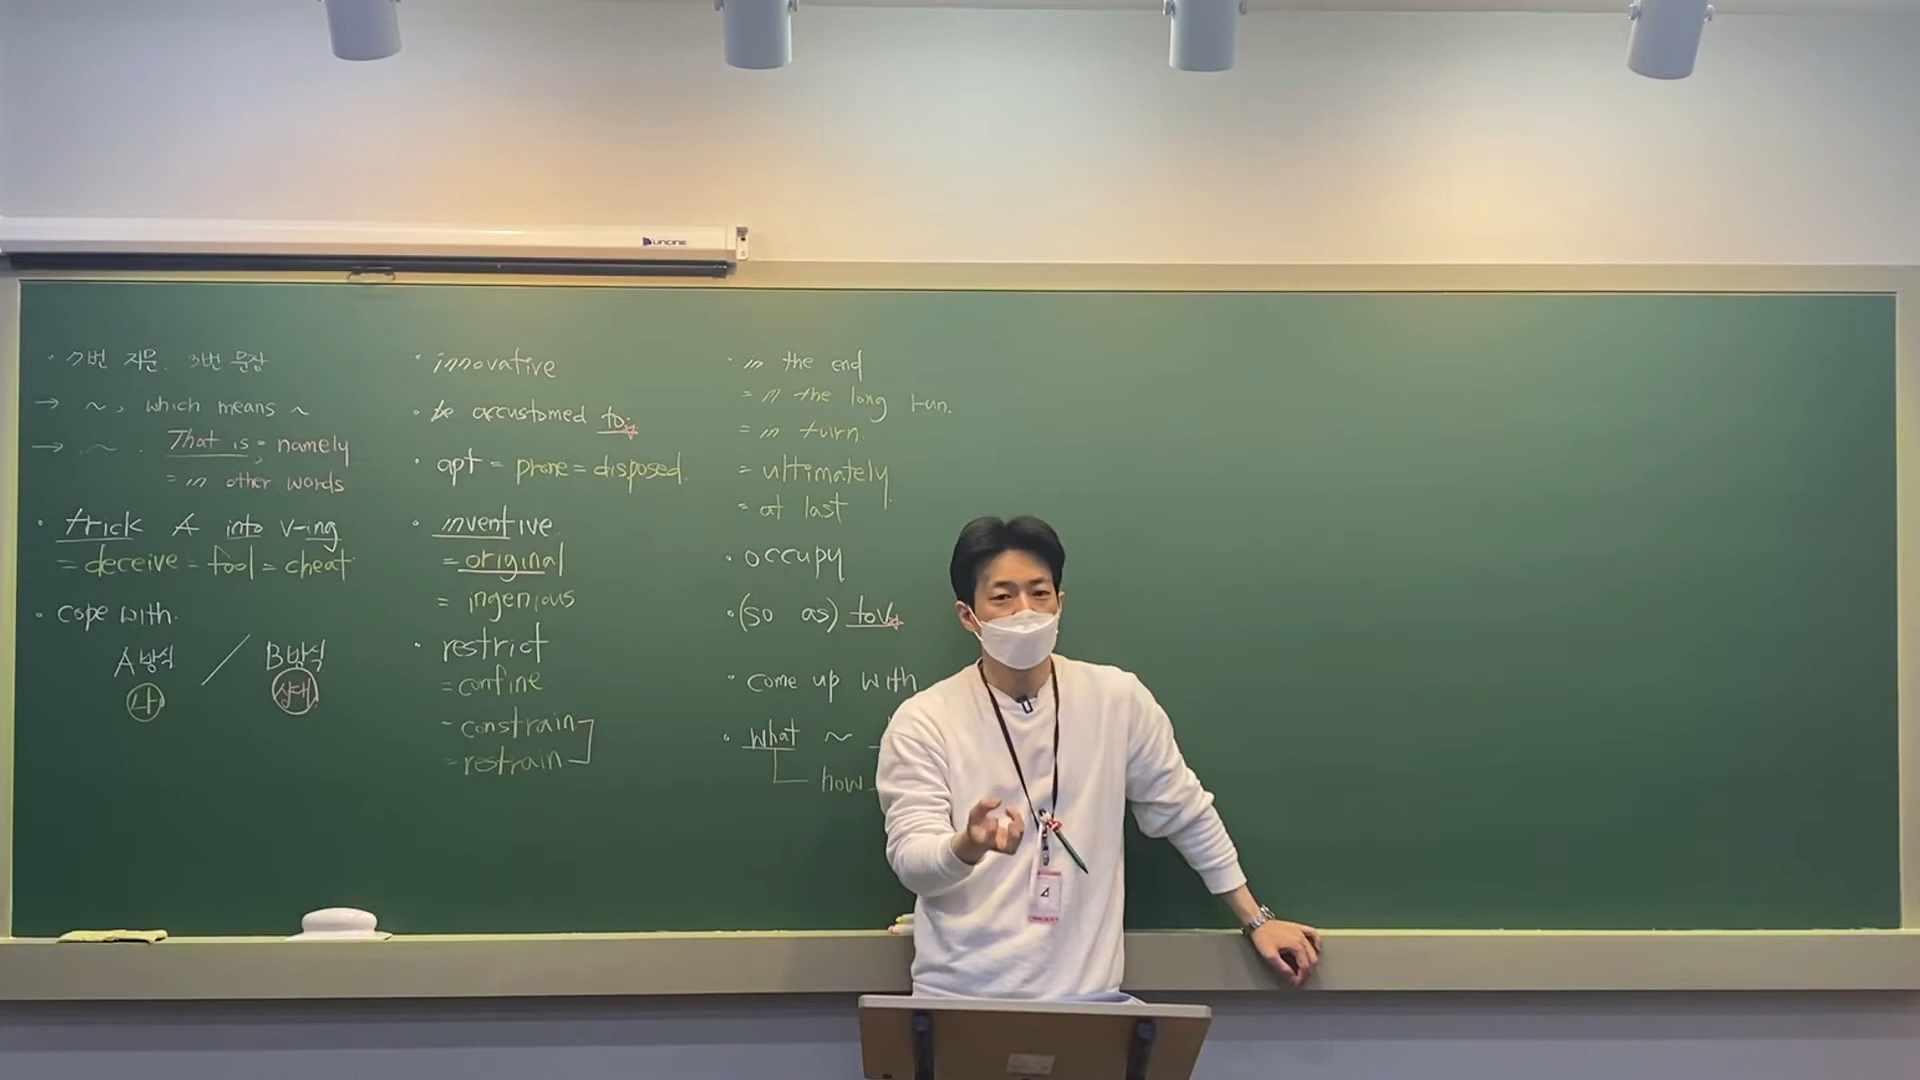 UNCINE
· 7번 지문. 3번 문장
→ ~, which means ~
→ ~. That is; namely
= in other words
· trick A into v-ing
= deceive = fool = cheat
· cope with.
A방식 / B방식
나 상대
· innovative
· be accustomed to
· apt = prone = disposed.
· inventive
= original
= ingenious
· restrict
= confine
- constrain
= restrain
· in the end
= in the long run.
= in turn.
= ultimately
= at last
· occupy
· (so as) to v
· come up with
· what ~
how